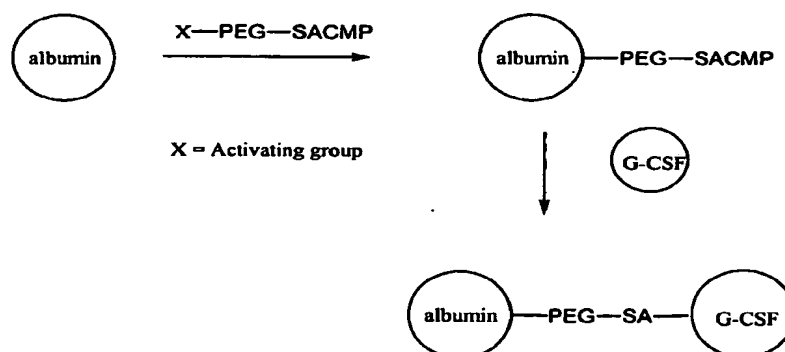 X—PEG—SACMP
albumin
albumin—PEG—SACMP
X = Activating group
G-CSF
albumin—PEG—SA—G-CSF